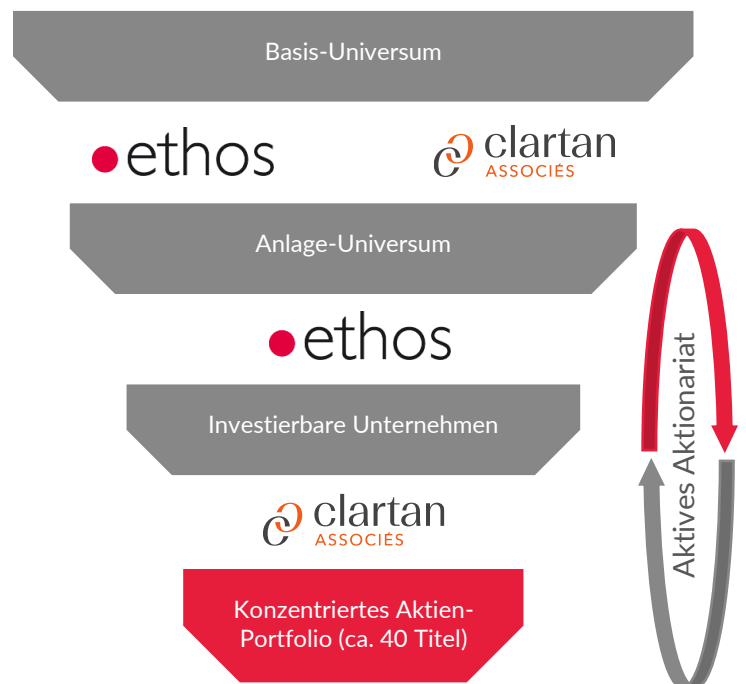 Basis-Universum
ethos
clartan
ASSOCIÉS
Anlage-Universum
ethos
Investierbare Unternehmen
clartan
ASSOCIÉS
Konzentriertes Aktien-
Portfolio (ca. 40 Titel)
Aktives Aktionariat